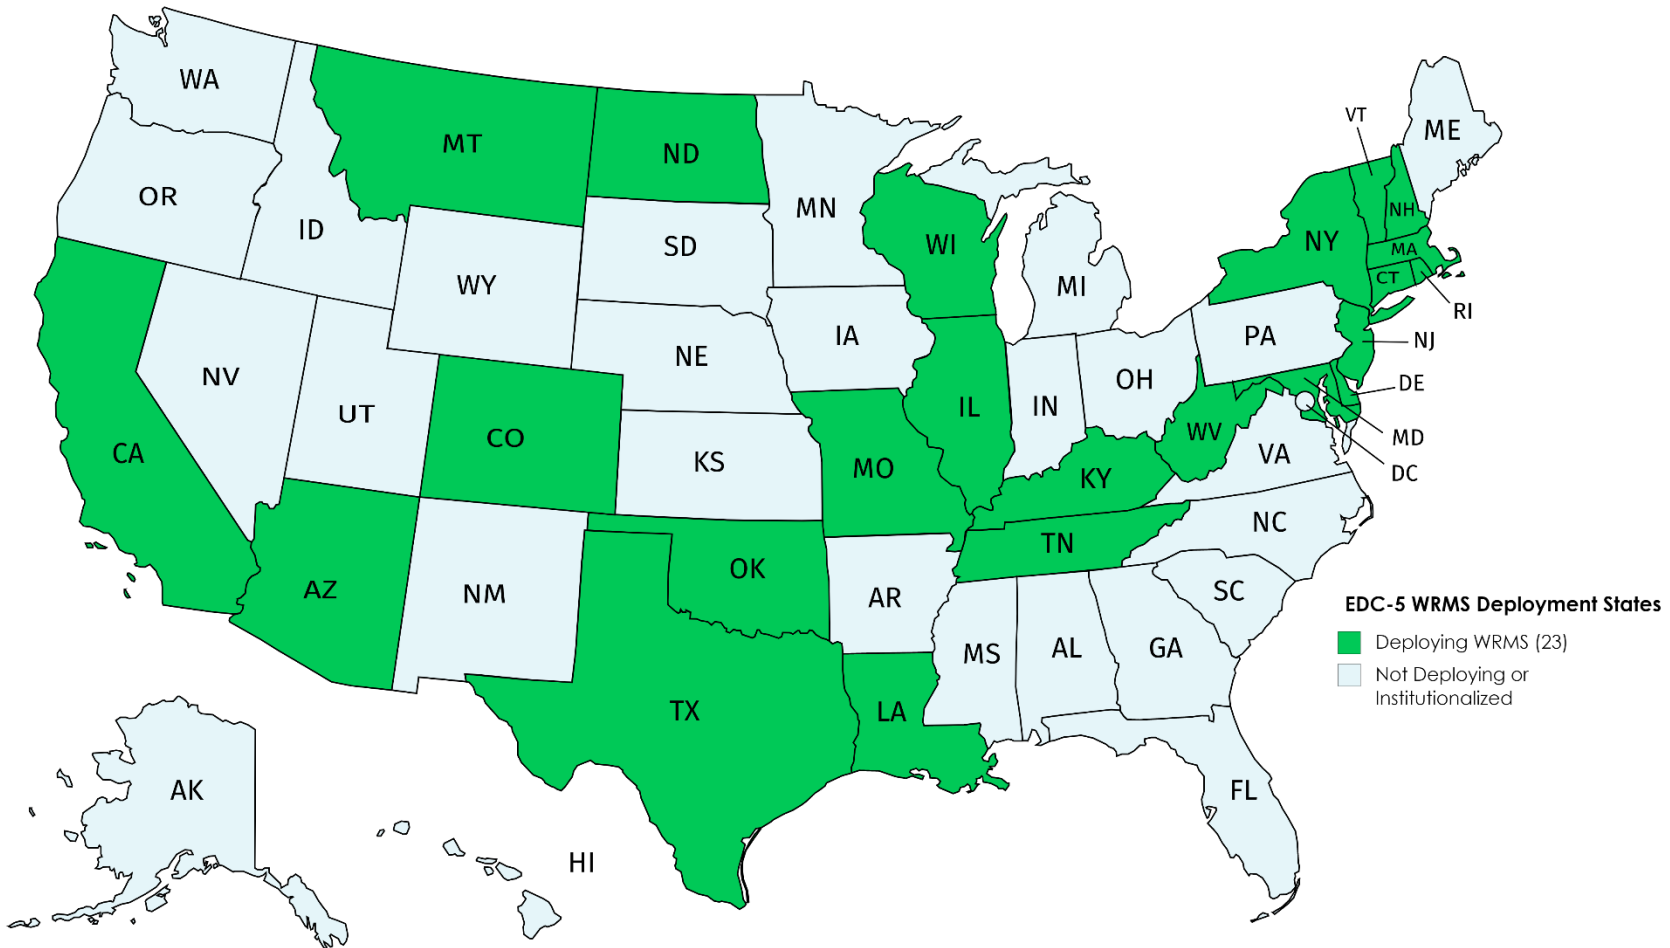 WA
MT
ND
VT
ME
OR
ID
MN
SD
WI
NY
NH
MA
CT
RI
WY
MI
IA
PA
NJ
NE
NV
UT
OH
DE
IN
IL
CO
CA
KS
MO
WV
VA
MD
DC
KY
NC
TN
OK
AZ
NM
AR
SC
MS
AL
GA
TX
LA
AK
FL
HI
EDC-5 WRMS Deployment States
Deploying WRMS (23)
Not Deploying or
Institutionalized